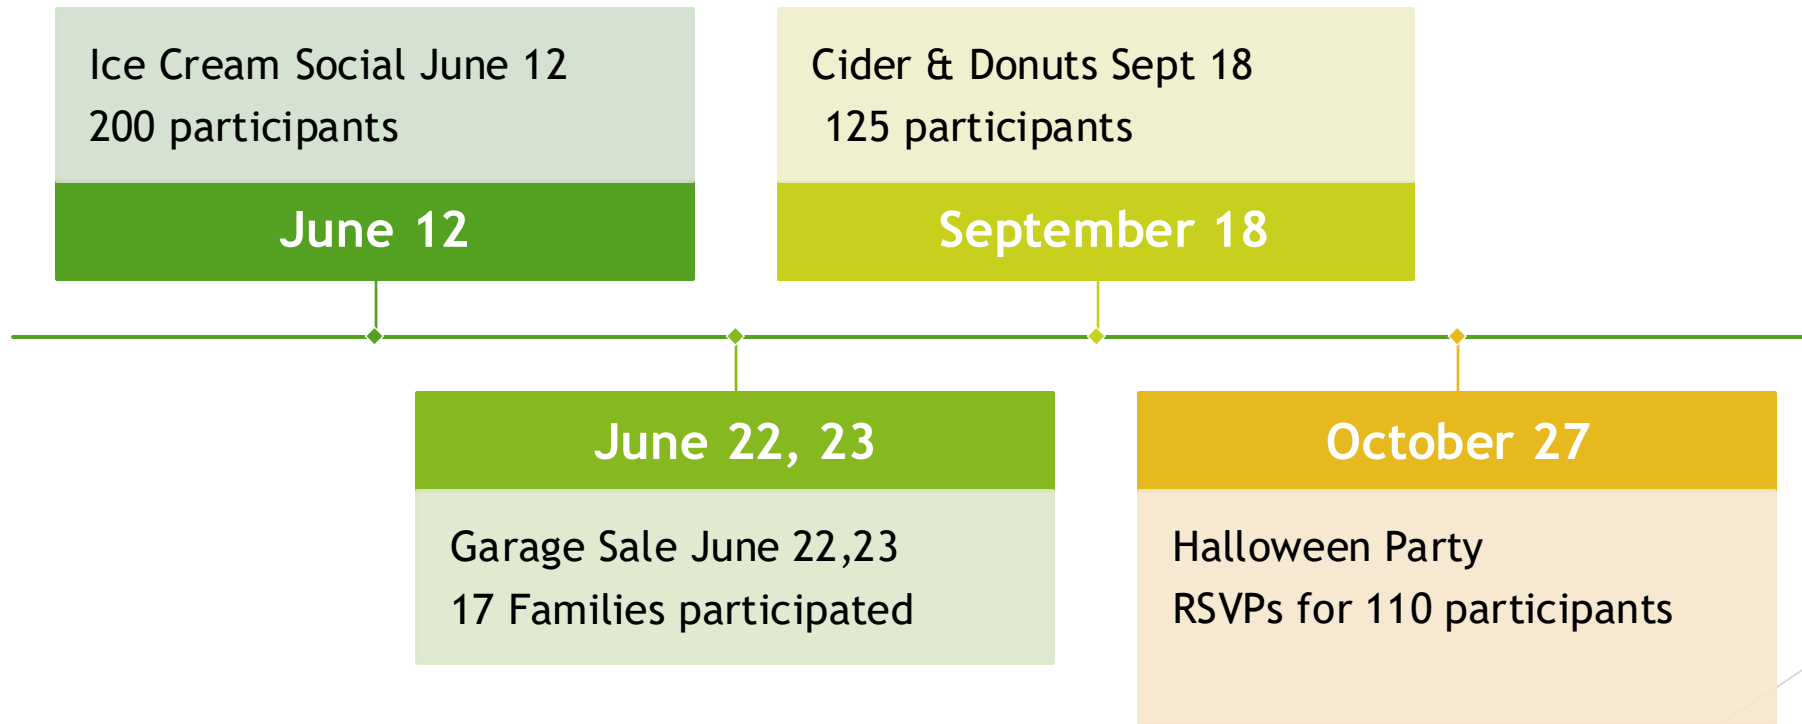 Ice Cream Social June 12
200 participants
June 12
June 22, 23
Garage Sale June 22,23
17 Families participated
Cider & Donuts Sept 18
125 participants
September 18
October 27
Halloween Party
RSVPs for 110 participants